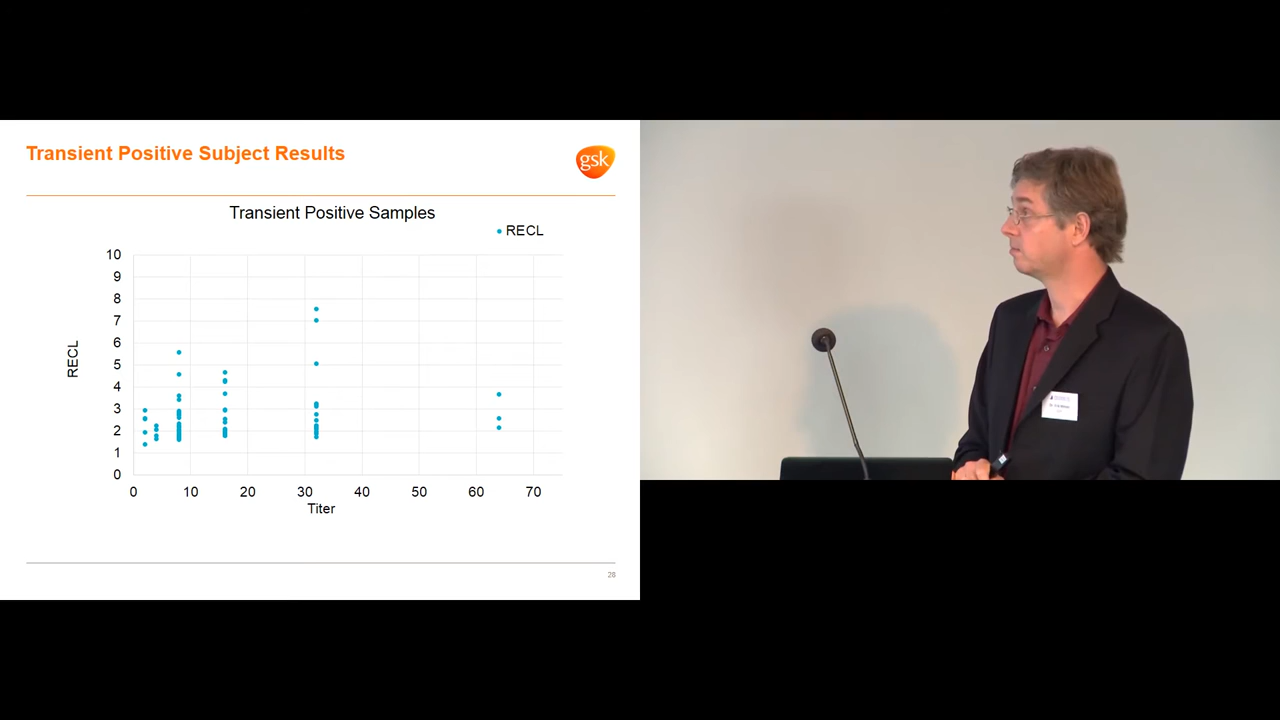 Transient Positive Subject Results
gsk
Transient Positive Samples
RECL
10
9
8
7
6
5
4
3
2
1
0
RECL
0 10 20 30 40 50 60 70
Titer
28